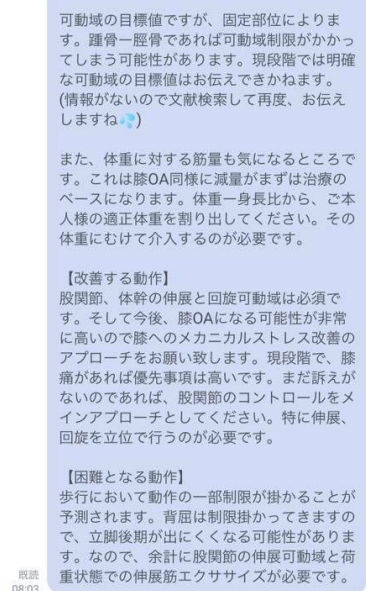 可動域の目標値ですが、固定部位によりま
す。踵骨一脛骨であれば可動域制限がかかっ
てしまう可能性があります。現段階では明確
な可動域の目標値はお伝えできかねます。
(情報がないので文献検索して再度、お伝え
しますね💦)
また、体重に対する筋量も気になるところで
す。これは膝OA同様に減量がまずは治療の
ベースになります。体重一身長比から、ご本
人様の適正体重を割り出してください。その
体重にむけて介入するのが必要です。
【改善する動作】
股関節、体幹の伸展と回旋可動域は必須で
す。そして今後、膝OAになる可能性が非常
に高いので膝へのメカニカルストレス改善の
アプローチをお願い致します。現段階で、膝
痛があれば優先事項は高いです。まだ訴えが
ないのであれば、股関節のコントロールをメ
インアプローチとしてください。特に伸展、
回旋を立位で行うのが必要です。
【困難となる動作】
歩行において動作の一部制限が掛かることが
予測されます。背屈は制限掛かってきますの
で、立脚後期が出にくくなる可能性がありま
す。なので、余計に股関節の伸展可動域と荷
重状態での伸展筋エクササイズが必要です。
既読
08:03